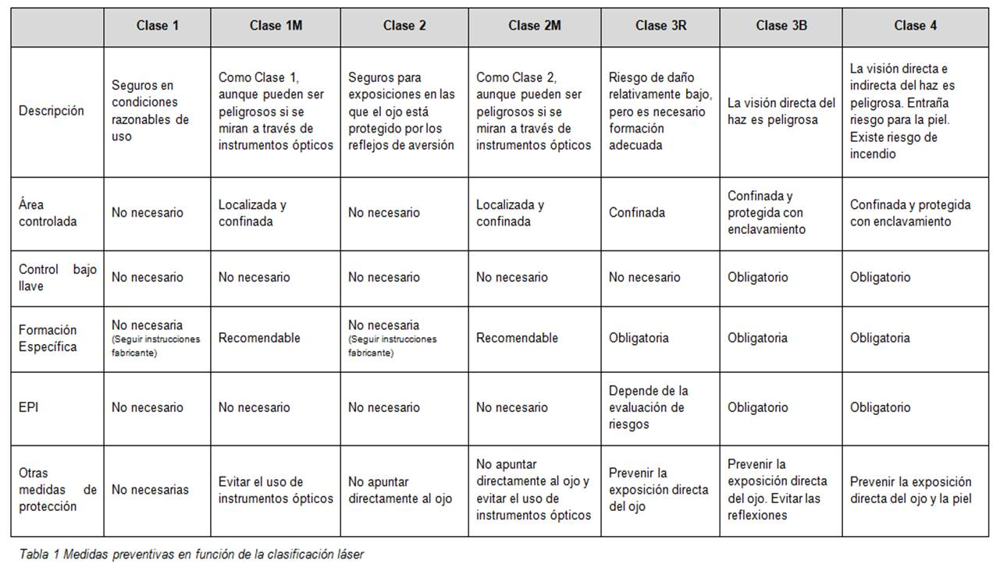 Clase 1
Clase 1M
Clase 2
Clase 2M
Clase 3R
Clase 3B
Clase 4
Descripción
Seguros en
condiciones
razonables de
uso
Como Clase 1,
aunque pueden ser
peligrosos si se
miran a través de
instrumentos ópticos
Seguros para
exposiciones en las
que el ojo está
protegido por los
reflejos de aversión
Como Clase 2,
aunque pueden ser
peligrosos si se
miran a través de
instrumentos ópticos
Riesgo de daño
relativamente bajo,
pero es necesario
formación
adecuada
La visión directa del
haz es peligrosa
La visión directa e
indirecta del haz es
peligrosa. Entraña
riesgo para la piel.
Existe riesgo de
incendio
Área
controlada
No necesario
Localizada y
confinada
No necesario
Localizada y
confinada
Confinada
Confinada y
protegida con
enclavamiento
Confinada y protegida
con enclavamiento
Control bajo
llave
No necesario
No necesario
No necesario
No necesario
No necesario
Obligatorio
Obligatorio
Formación
Específica
No necesaria
(Seguir instrucciones
fabricante)
Recomendable
No necesaria
(Seguir instrucciones
fabricante)
Recomendable
Obligatoria
Obligatoria
Obligatoria
EPI
No necesario
No necesario
No necesario
No necesario
Depende de la
evaluación de
riesgos
Obligatorio
Obligatorio
Otras
medidas de
protección
No necesarias
Evitar el uso de
instrumentos ópticos
No apuntar
directamente al ojo
No apuntar
directamente al ojo y
evitar el uso de
instrumentos ópticos
Prevenir la
exposición directa
del ojo
Prevenir la
exposición directa
del ojo. Evitar las
reflexiones
Prevenir la exposición
directa del ojo y la piel
Tabla 1 Medidas preventivas en función de la clasificación láser